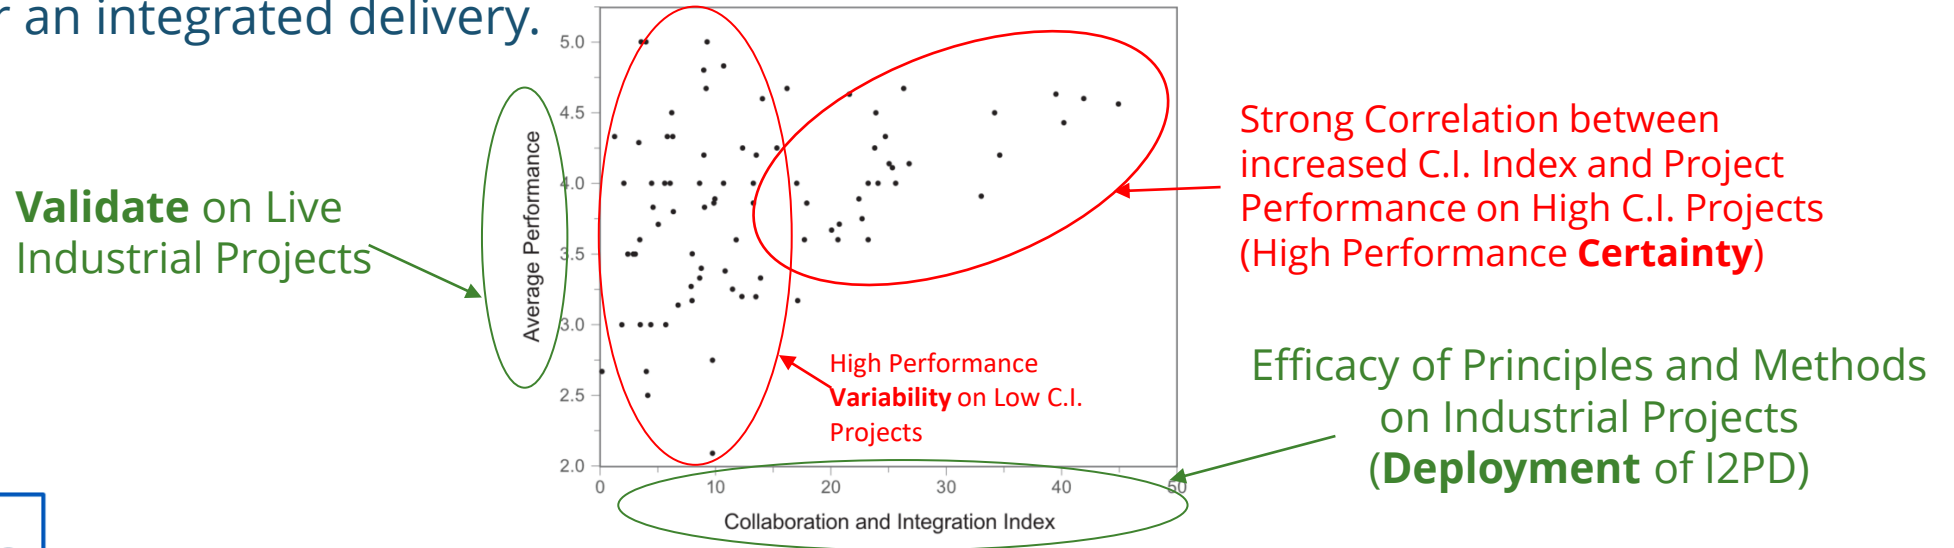 r an integrated delivery.
Validate on Live
Industrial Projects
Average Performance
5.0
4.5
4.0
3.5
3.0
2.5
2.0
0
10
20
30
40
50
Collaboration and Integration Index
High Performance
Variability on Low C.I.
Projects
Strong Correlation between
increased C.I. Index and Project
Performance on High C.I. Projects
(High Performance Certainty)
Efficacy of Principles and Methods
on Industrial Projects
(Deployment of I2PD)